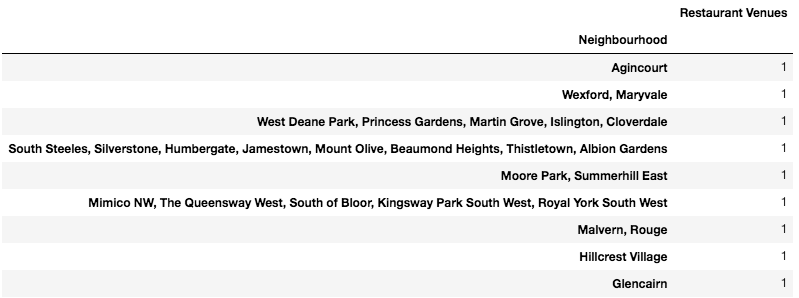 Restaurant Venues
Neighbourhood
Agincourt 1
Wexford, Maryvale 1
West Deane Park, Princess Gardens, Martin Grove, Islington, Cloverdale 1
South Steeles, Silverstone, Humbergate, Jamestown, Mount Olive, Beaumond Heights, Thistletown, Albion Gardens 1
Moore Park, Summerhill East 1
Mimico NW, The Queensway West, South of Bloor, Kingsway Park South West, Royal York South West 1
Malvern, Rouge 1
Hillcrest Village 1
Glencairn 1